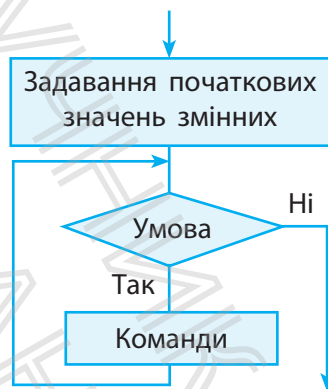 Задавання початкових
значень змінних
Умова
Ні
Так
Команди